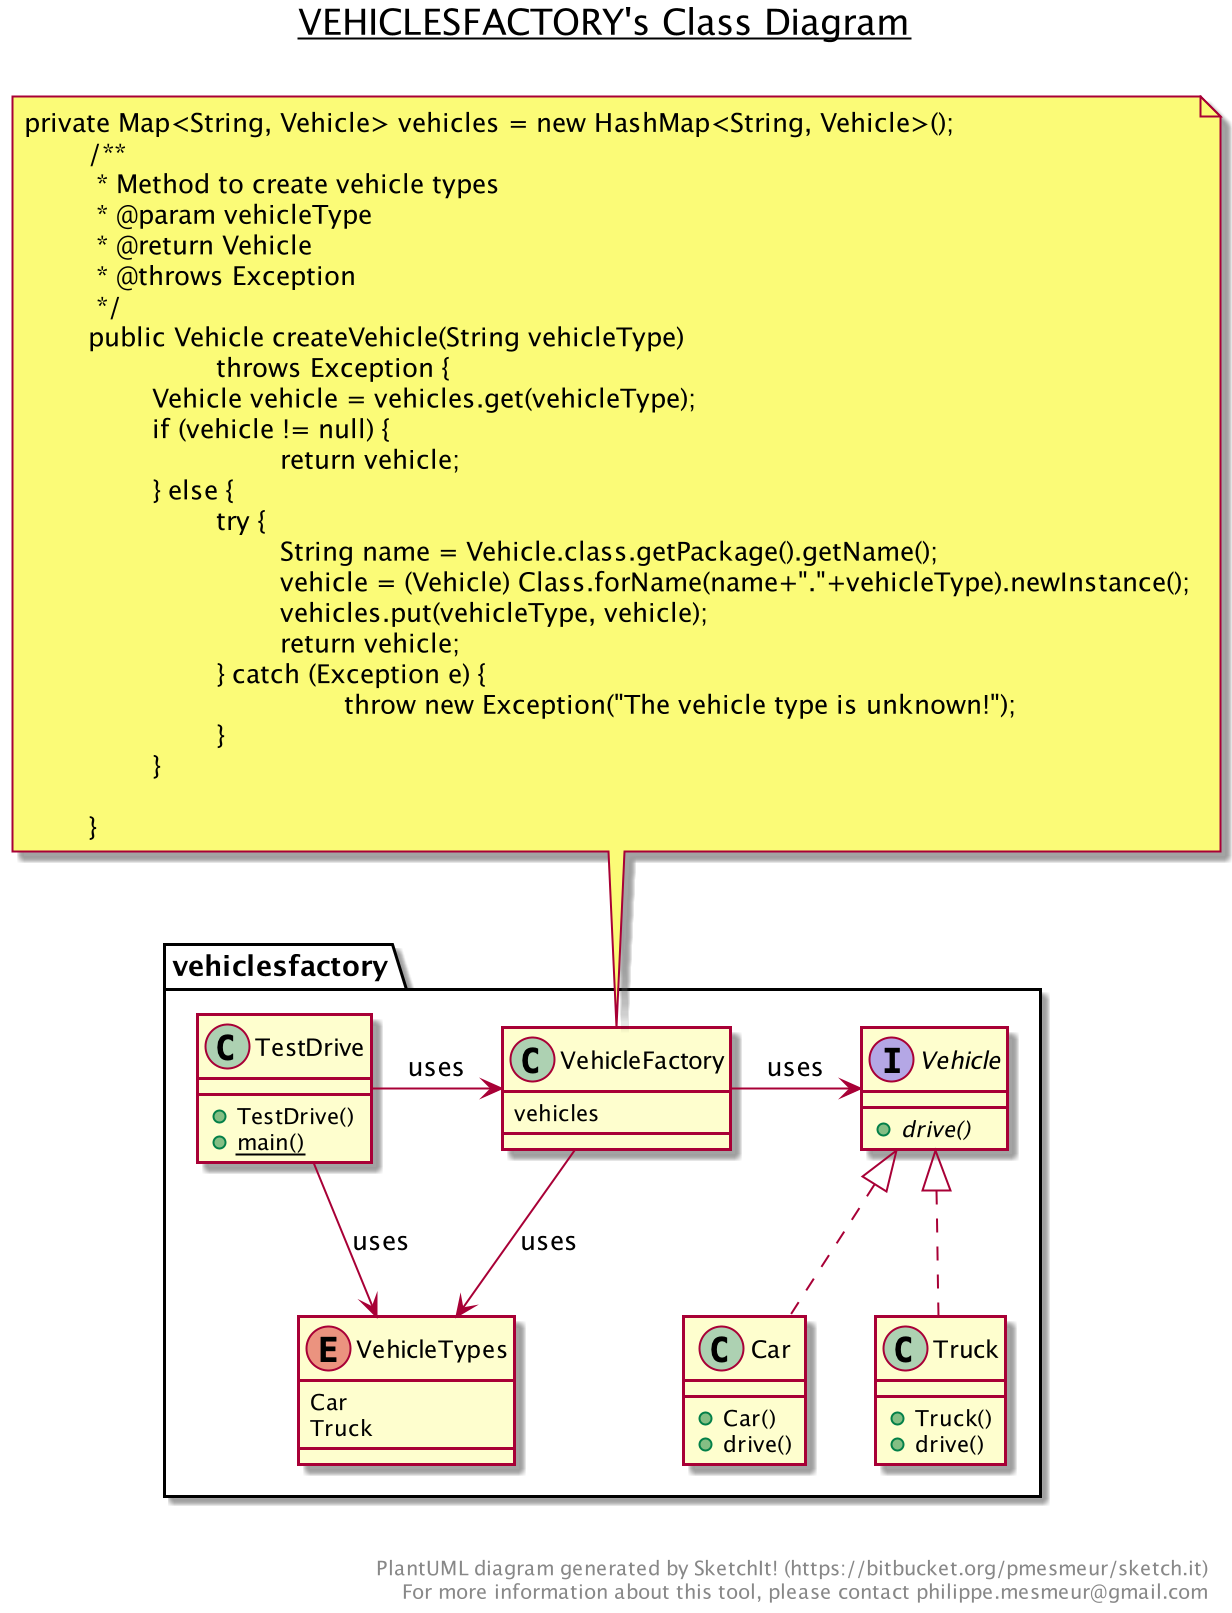 VEHICLESFACTORY's Class Diagram
private Map<String, Vehicle> vehicles = new HashMap<String, Vehicle>();
/**
* Method to create vehicle types
* @param vehicleType
* @return Vehicle
* @throws Exception
*/
public Vehicle createVehicle(String vehicleType)
throws Exception {
Vehicle vehicle = vehicles.get(vehicleType);
if (vehicle != null) {
return vehicle;
} else {
try {
String name = Vehicle.class.getPackage().getName();
vehicle = (Vehicle) Class.forName(name+"."+vehicleType).newInstance();
vehicles.put(vehicleType, vehicle);
return vehicle;
} catch (Exception e) {
throw new Exception("The vehicle type is unknown!");
}
}
}
vehiclesfactory
C TestDrive
TestDrive()
main()
uses
C VehicleFactory
vehicles
uses
I Vehicle
drive()
uses
uses
E VehicleTypes
Car
Truck
C Car
Car()
drive()
C Truck
Truck()
drive()
PlantUML diagram generated by SketchIt! (https://bitbucket.org/pmesmeur/sketch.it)
For more information about this tool, please contact philippe.mesmeur@gmail.com